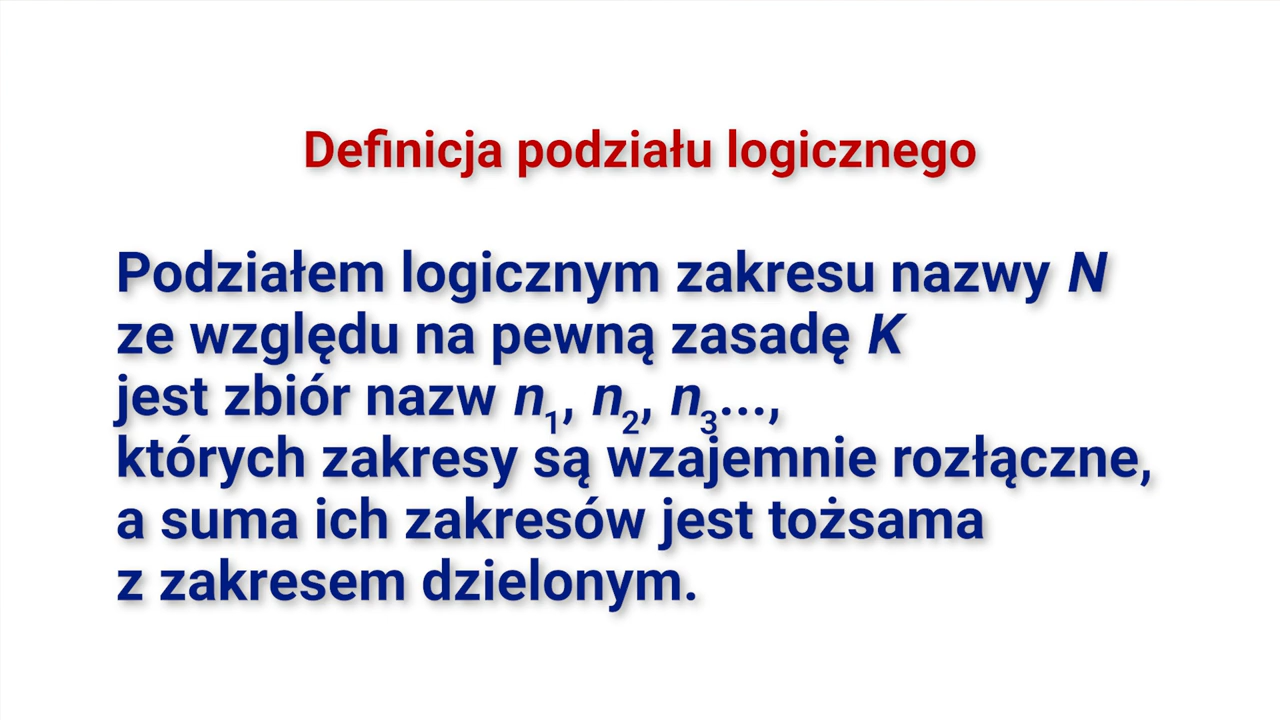 Definicja podziału logicznego
Podziałem logicznym zakresu nazwy N
ze względu na pewną zasadę K
jest zbiór nazw n₁, n₂, n₃...,
których zakresy są wzajemnie rozłączne,
a suma ich zakresów jest tożsama
z zakresem dzielonym.